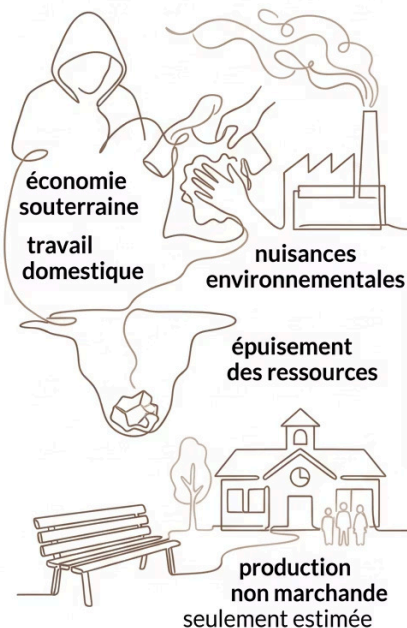 économie
souterraine
travail
domestique
nuisances
environnementales
épuisement
des ressources
production
non marchande
seulement estimée